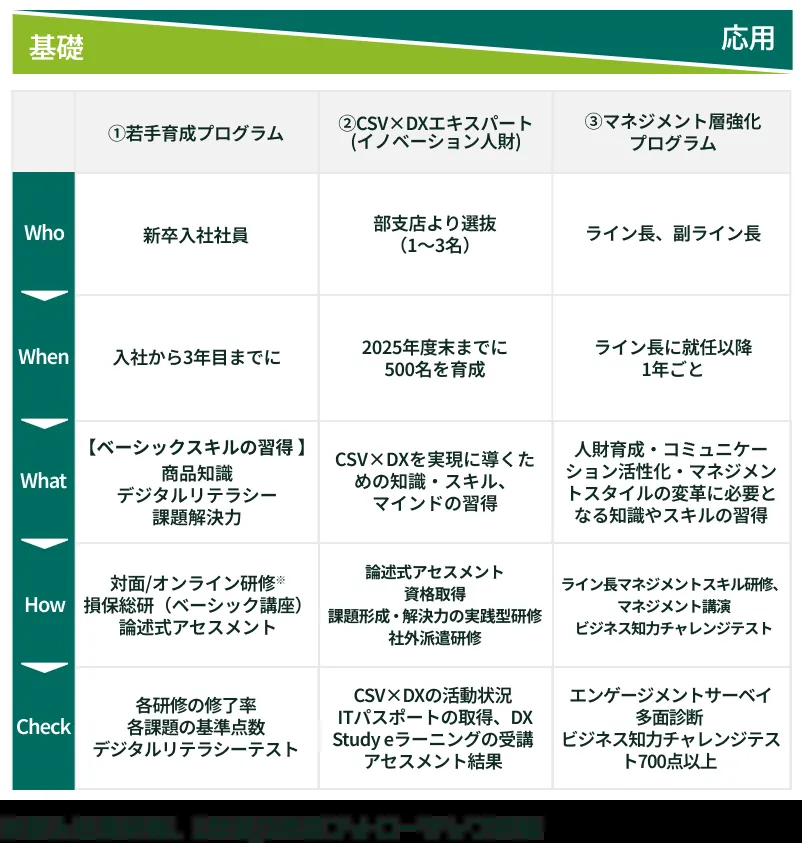 基礎
応用
①若手育成プログラム
②CSV×DXエキスパート
(イノベーション人財)
③マネジメント層強化
プログラム
Who
新卒入社社員
部支店より選抜
（1〜3名）
ライン長、副ライン長
When
入社から3年目までに
2025年度末までに
500名を育成
ライン長に就任以降
1年ごと
What
【ベーシックスキルの習得 】
商品知識
デジタルリテラシー
課題解決力
CSV×DXを実現に導くた
めの知識・スキル、
マインドの習得
人財育成・コミュニケー
ション活性化・マネジメン
トスタイルの変革に必要と
なる知識やスキルの習得
How
対面/オンライン研修※
損保総研（ベーシック講座）
論述式アセスメント
論述式アセスメント
資格取得
課題形成・解決力の実践型研修
社外派遣研修
ライン長マネジメントスキル研修、
マネジメント講演
ビジネス知力チャレンジテスト
Check
各研修の修了率
各課題の基準点数
デジタルリテラシーテスト
CSV×DXの活動状況
ITパスポートの取得、DX
Study eラーニングの受講
アセスメント結果
エンゲージメントサーベイ
多面診断
ビジネス知力チャレンジテス
ト700点以上